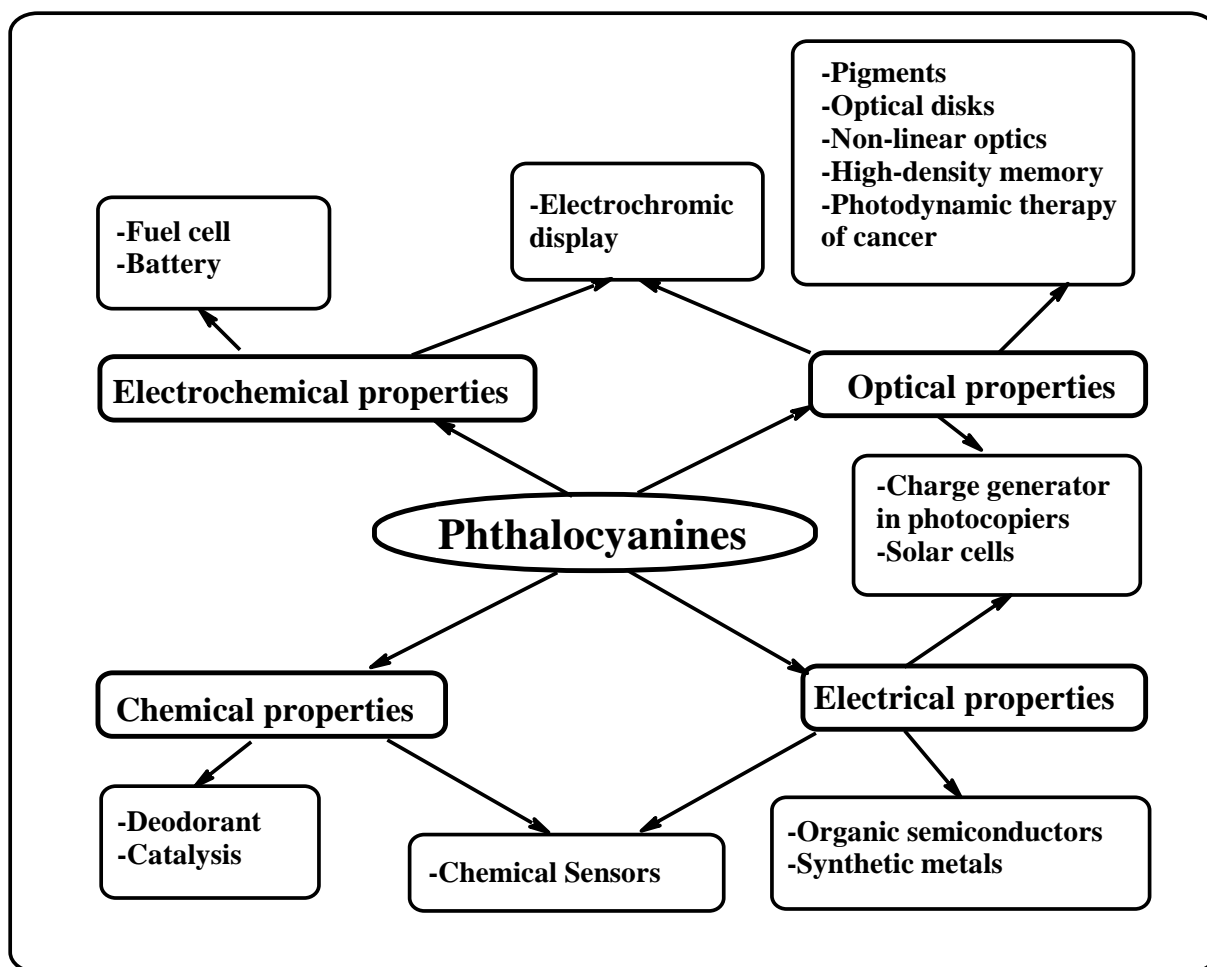 -Pigments
-Optical disks
-Non-linear optics
-High-density memory
-Photodynamic therapy
of cancer
-Electrochromic
display
-Fuel cell
-Battery
Electrochemical properties
Optical properties
-Charge generator
in photocopiers
-Solar cells
Phthalocyanines
Chemical properties
Electrical properties
-Deodorant
-Catalysis
-Chemical Sensors
-Organic semiconductors
-Synthetic metals